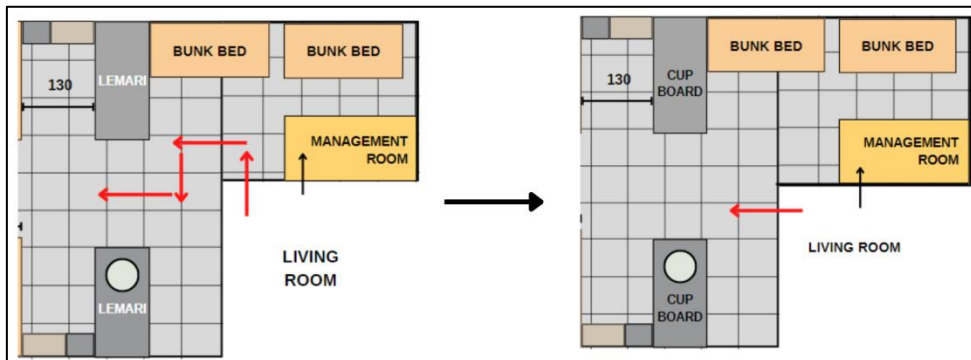 BUNK BED
BUNK BED
LEMARI
130
MANAGEMENT
ROOM
LIVING
ROOM
LEMARI
BUNK BED
BUNK BED
130
CUP
BOARD
MANAGEMENT
ROOM
LIVING ROOM
CUP
BOARD